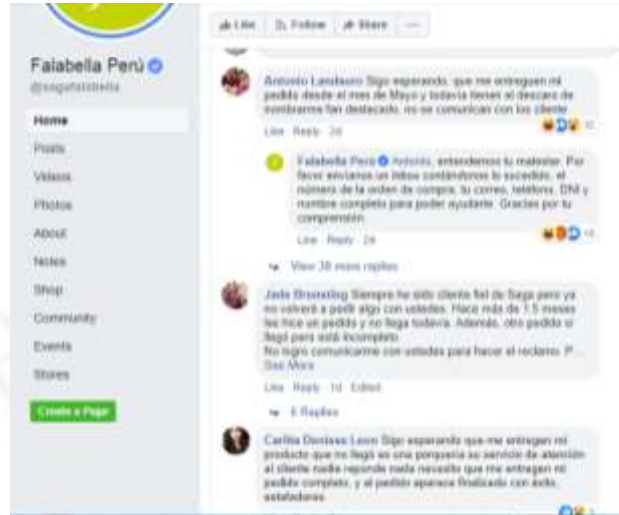 Like Follow Share
Falabella Perú
@sagafalabella
Home
Posts
Videos
Photos
About
Notes
Shop
Community
Events
Stores
Create a Page
Antonio Landauro Sigo esperando, que me entreguen mi
pedido desde el mes de Mayo y todavia tienen el descaro de
nombrarme fan destacado, no se comunican con los cliente
Like Reply 2d
Falabella Perú Antonio, entendemos tu malestar. Por
favor envíanos un inbox contándonos lo sucedido, el
número de la orden de compra, tu correo, teléfono, DNI y
nombre completo para poder ayudarte. Gracias por tu
comprensión.
Like Reply 2d
View 38 more replies
Jade Brunsting Siempre he sido cliente fiel de Saga pero ya
no volveré a pedir algo con ustedes. Hace más de 1.5 meses
les hice un pedido y no llega todavía. Además, otro pedido si
llegó pero está incompleto.
No logro comunicarme con ustedes para hacer el reclamo. P...
See More
Like Reply 1d Edited
6 Replies
Carlita Denisse Loco Sigo esperando que me entregen mi
producto que no llegó es una porquería su servicio de atención
al cliente nadie reponde nada necesito que me entregen mi
pedido completo, y el pedido aparece finalizado con éxito,
estafadores